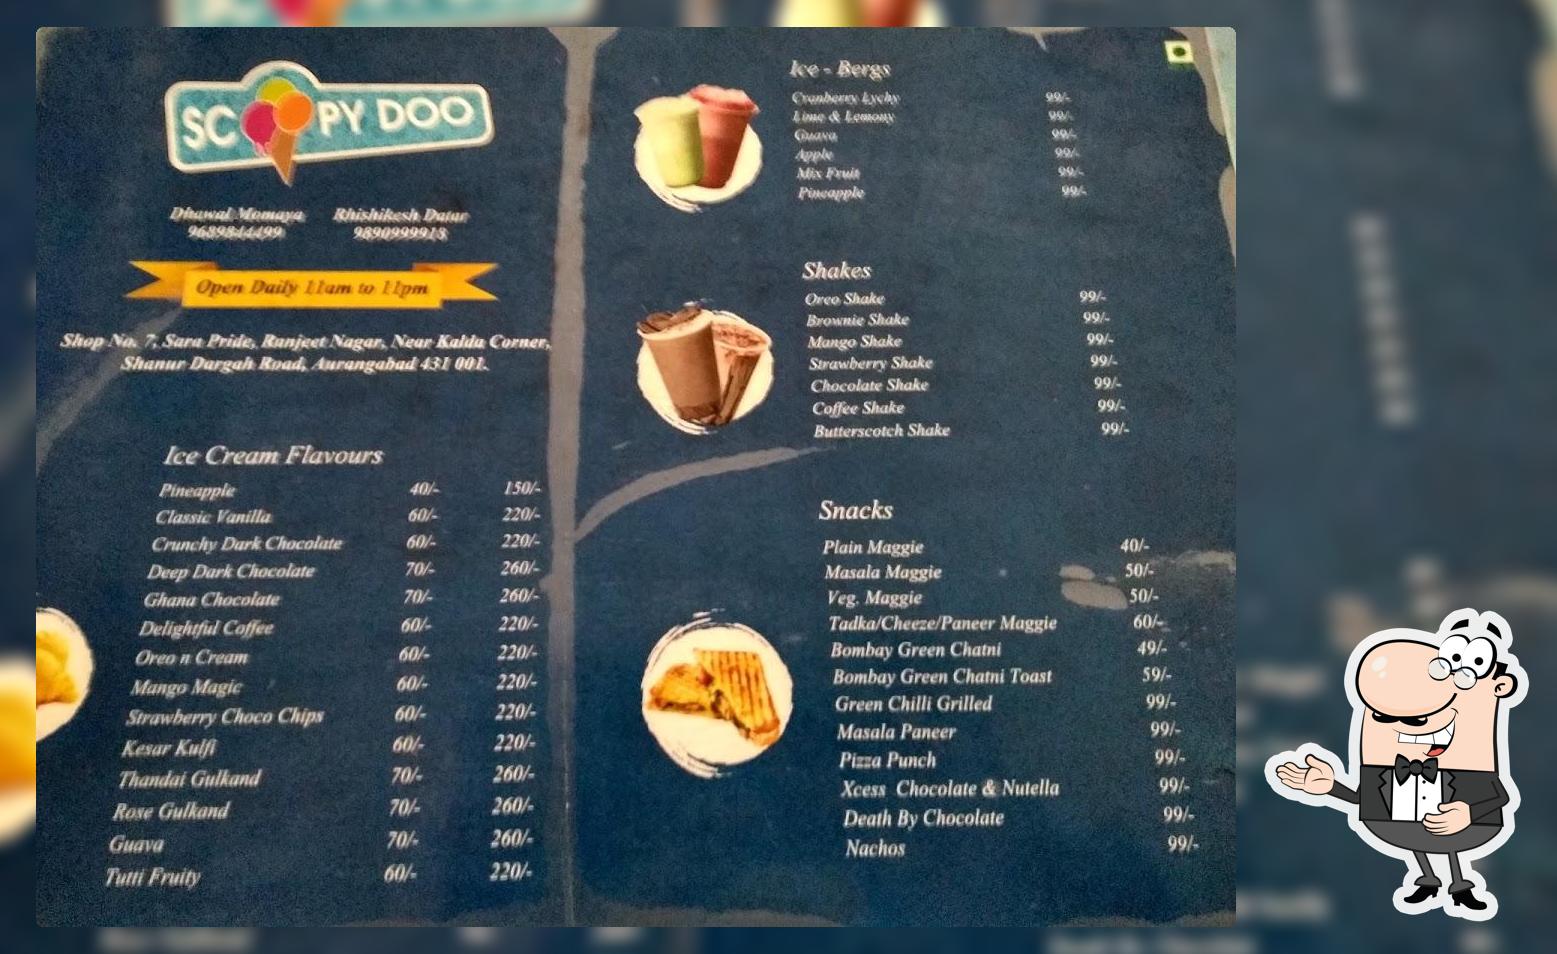 SCOOPY DOO
Dhawal Momaya Rhishikesh Datar
9689844499 9890999918
Open Daily 11am to 11pm
Shop No. 7, Sara Pride, Ranjeet Nagar, Near Kalda Corner,
Shanur Dargah Road, Aurangabad 431 001.
Ice Cream Flavours
Pineapple 40/- 150/-
Classic Vanilla 60/- 220/-
Crunchy Dark Chocolate 60/- 220/-
Deep Dark Chocolate 70/- 260/-
Ghana Chocolate 70/- 260/-
Delightful Coffee 60/- 220/-
Oreo n Cream 60/- 220/-
Mango Magic 60/- 220/-
Strawberry Choco Chips 60/- 220/-
Kesar Kulfi 60/- 220/-
Thandai Gulkand 70/- 260/-
Rose Gulkand 70/- 260/-
Guava 70/- 260/-
Tutti Fruity 60/- 220/-
Ice - Bergs
Cranberry Lychy 99/-
Lime & Lemony 99/-
Guava 99/-
Apple 99/-
Mix Fruit 99/-
Pineapple 99/-
Shakes
Oreo Shake 99/-
Brownie Shake 99/-
Mango Shake 99/-
Strawberry Shake 99/-
Chocolate Shake 99/-
Coffee Shake 99/-
Butterscotch Shake 99/-
Snacks
Plain Maggie 40/-
Masala Maggie 50/-
Veg. Maggie 50/-
Tadka/Cheeze/Paneer Maggie 60/-
Bombay Green Chatni 49/-
Bombay Green Chatni Toast 59/-
Green Chilli Grilled 99/-
Masala Paneer 99/-
Pizza Punch 99/-
Xcess Chocolate & Nutella 99/-
Death By Chocolate 99/-
Nachos 99/-